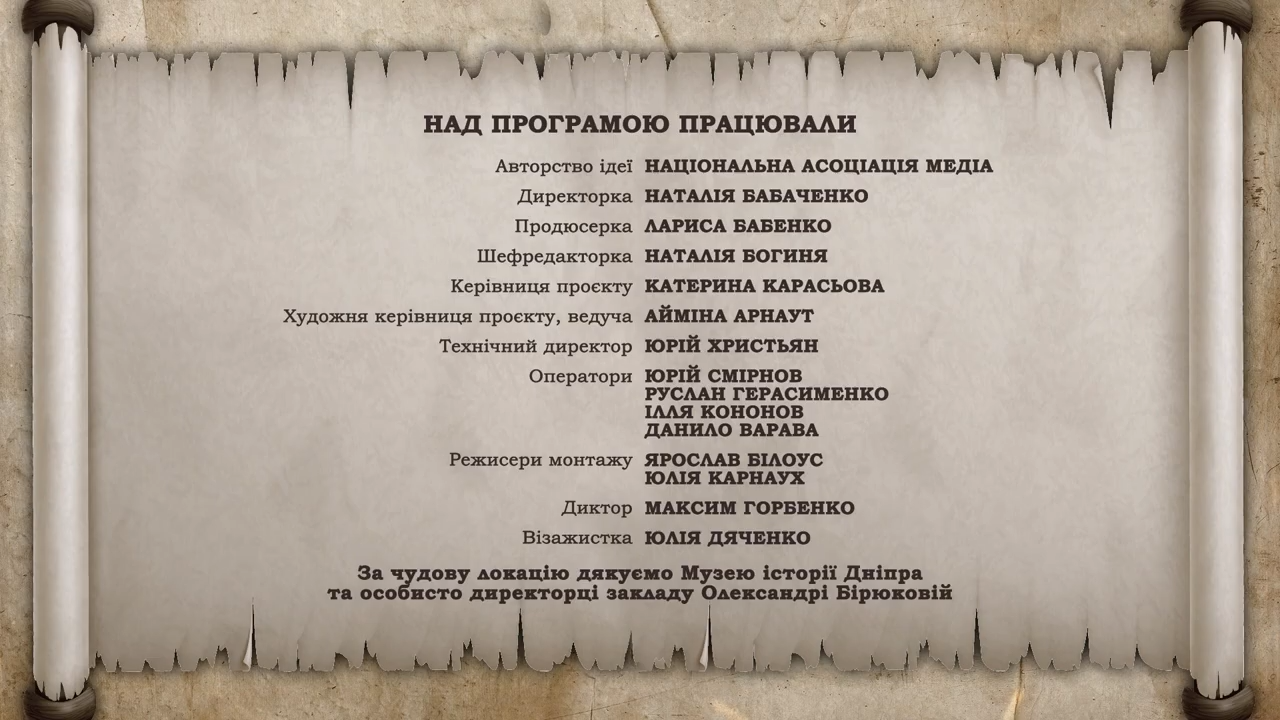 НАД ПРОГРАМОЮ ПРАЦЮВАЛИ
Авторство ідеї НАЦІОНАЛЬНА АСОЦІАЦІЯ МЕДІА
Директорка НАТАЛІЯ БАБАЧЕНКО
Продюсерка ЛАРИСА БАБЕНКО
Шефредакторка НАТАЛІЯ БОГИНЯ
Керівниця проєкту КАТЕРИНА КАРАСЬОВА
Художня керівниця проєкту, ведуча АЙМІНА АРНАУТ
Технічний директор ЮРІЙ ХРИСТЬЯН
Оператори ЮРІЙ СМІРНОВ
РУСЛАН ГЕРАСИМЕНКО
ІЛЛЯ КОНОНОВ
ДАНИЛО ВАРАВА
Режисери монтажу ЯРОСЛАВ БІЛОУС
ЮЛІЯ КАРНАУХ
Диктор МАКСИМ ГОРБЕНКО
Візажистка ЮЛІЯ ДЯЧЕНКО
За чудову локацію дякуємо Музею історії Дніпра
та особисто директорці закладу Олександрі Бірюковій